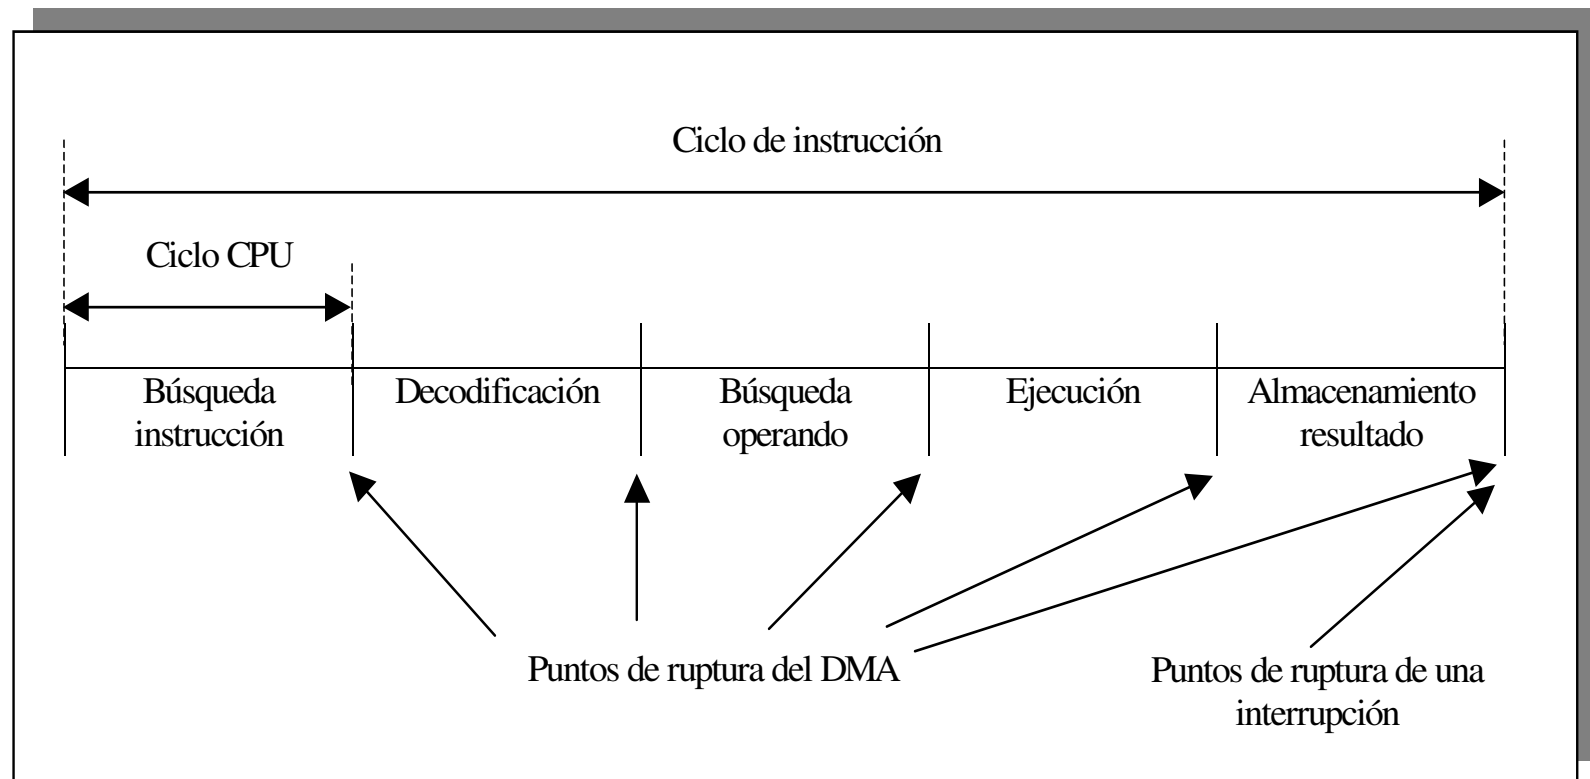 Ciclo de instrucción
Ciclo CPU
Búsqueda
instrucción
Decodificación
Búsqueda
operando
Ejecución
Almacenamiento
resultado
Puntos de ruptura del DMA
Puntos de ruptura de una
interrupción